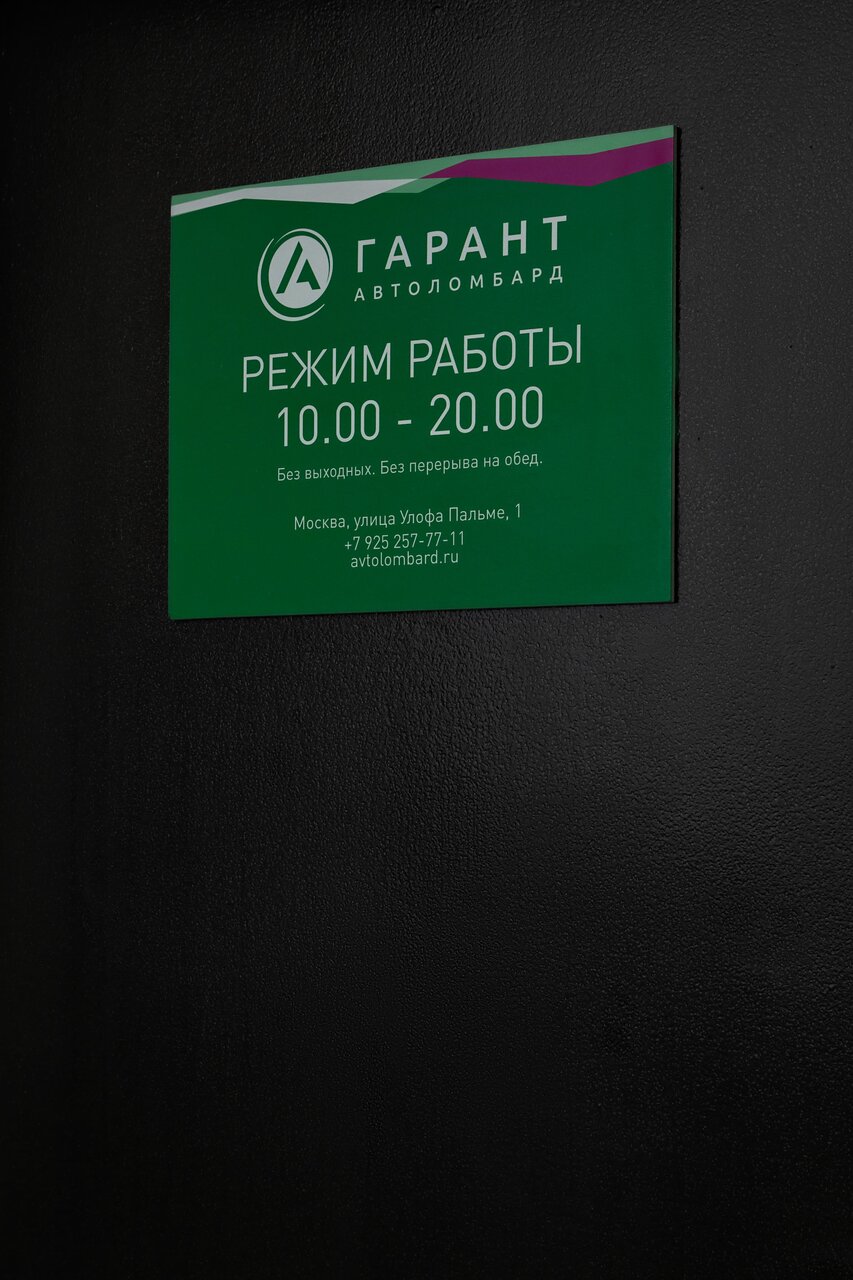 ГАРАНТ
АВТОЛОМБАРД
РЕЖИМ РАБОТЫ
10.00 - 20.00
Без выходных. Без перерыва на обед.
Москва, улица Улофа Пальме, 1
+7 925 257-77-11
avtolombard.ru